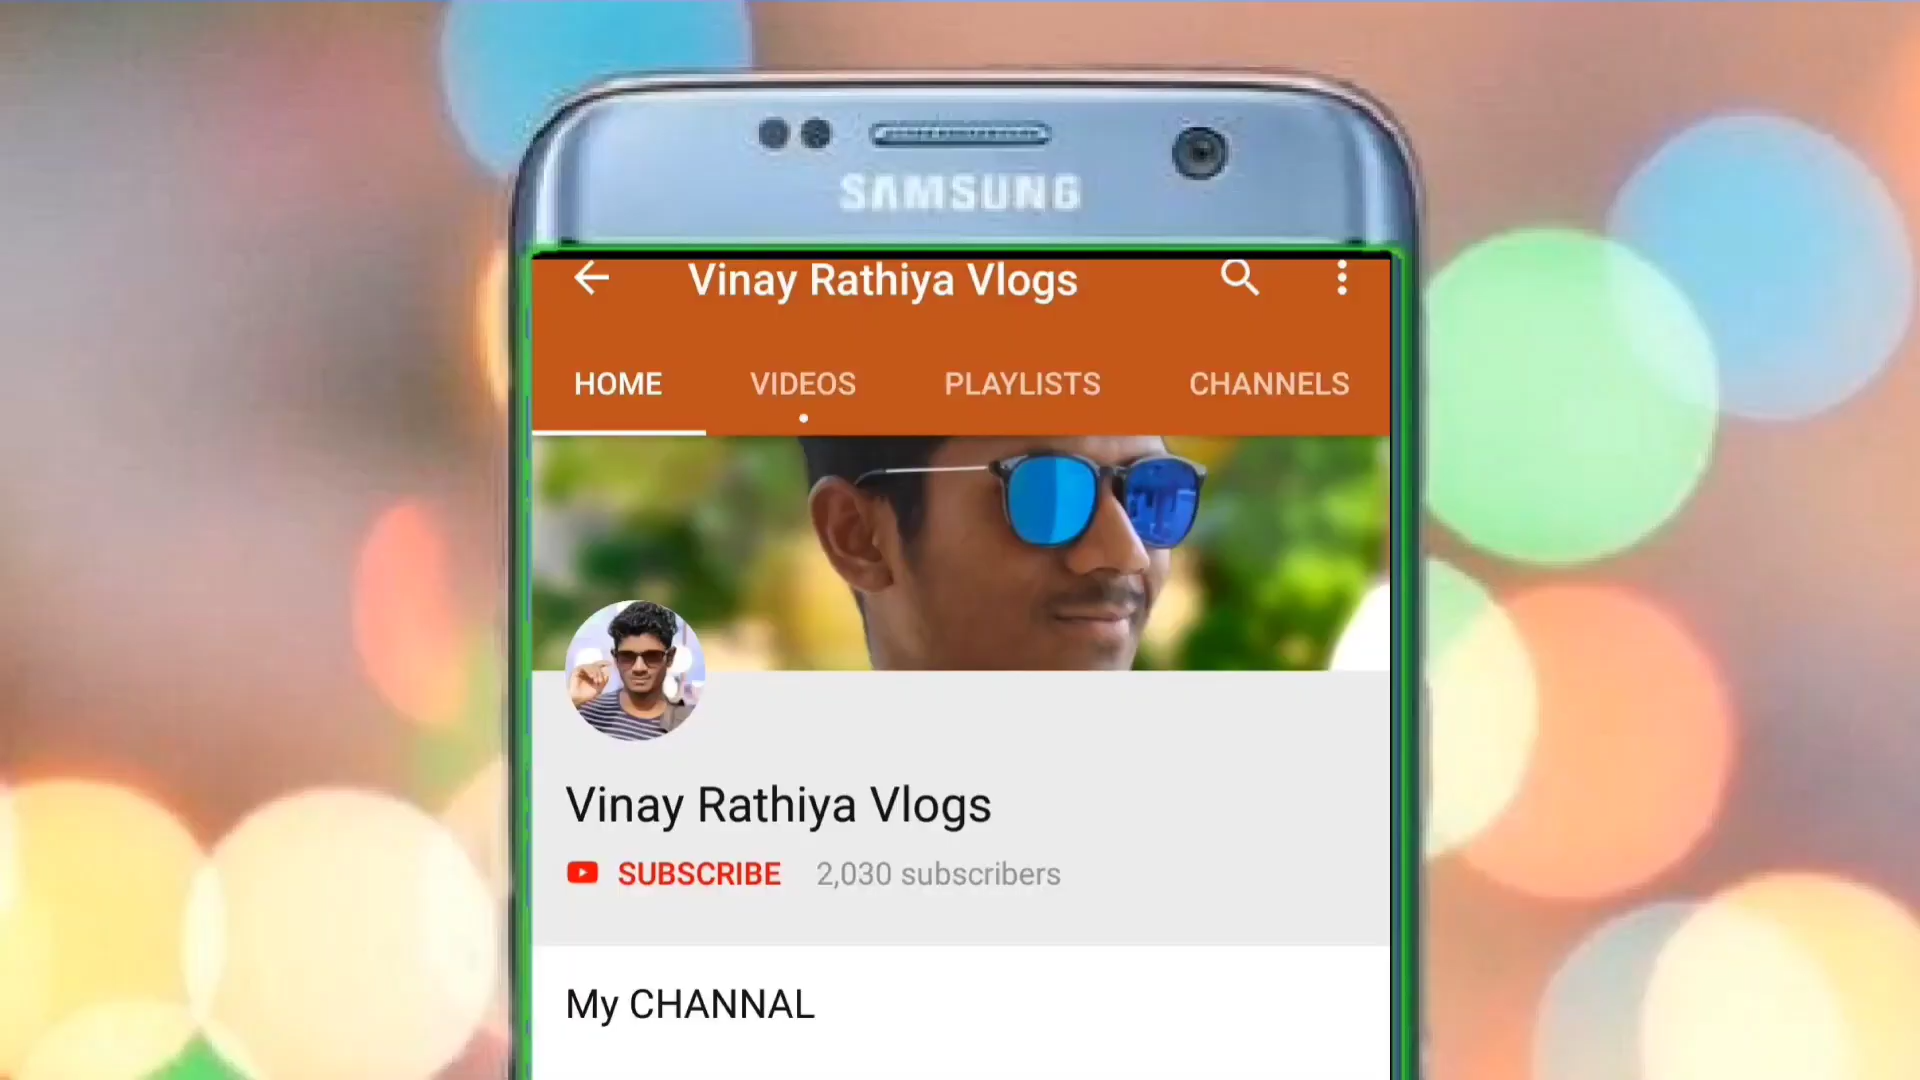 SAMSUNG
Vinay Rathiya Vlogs
HOME VIDEOS PLAYLISTS CHANNELS
Vinay Rathiya Vlogs
SUBSCRIBE 2,030 subscribers
My CHANNAL